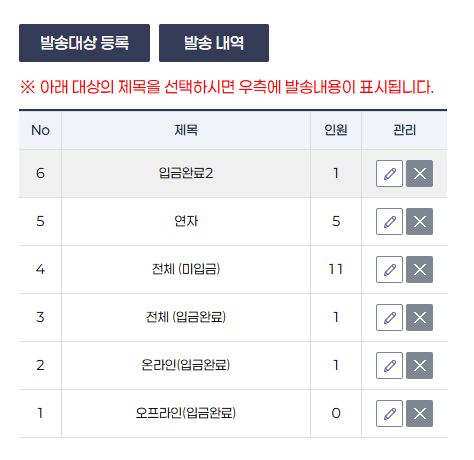 발송대상 등록 발송 내역
※ 아래 대상의 제목을 선택하시면 우측에 발송내용이 표시됩니다.
No 제목 인원 관리
6 입금완료2 1
5 연자 5
4 전체 (미입금) 11
3 전체 (입금완료) 1
2 온라인(입금완료) 1
1 오프라인(입금완료) 0